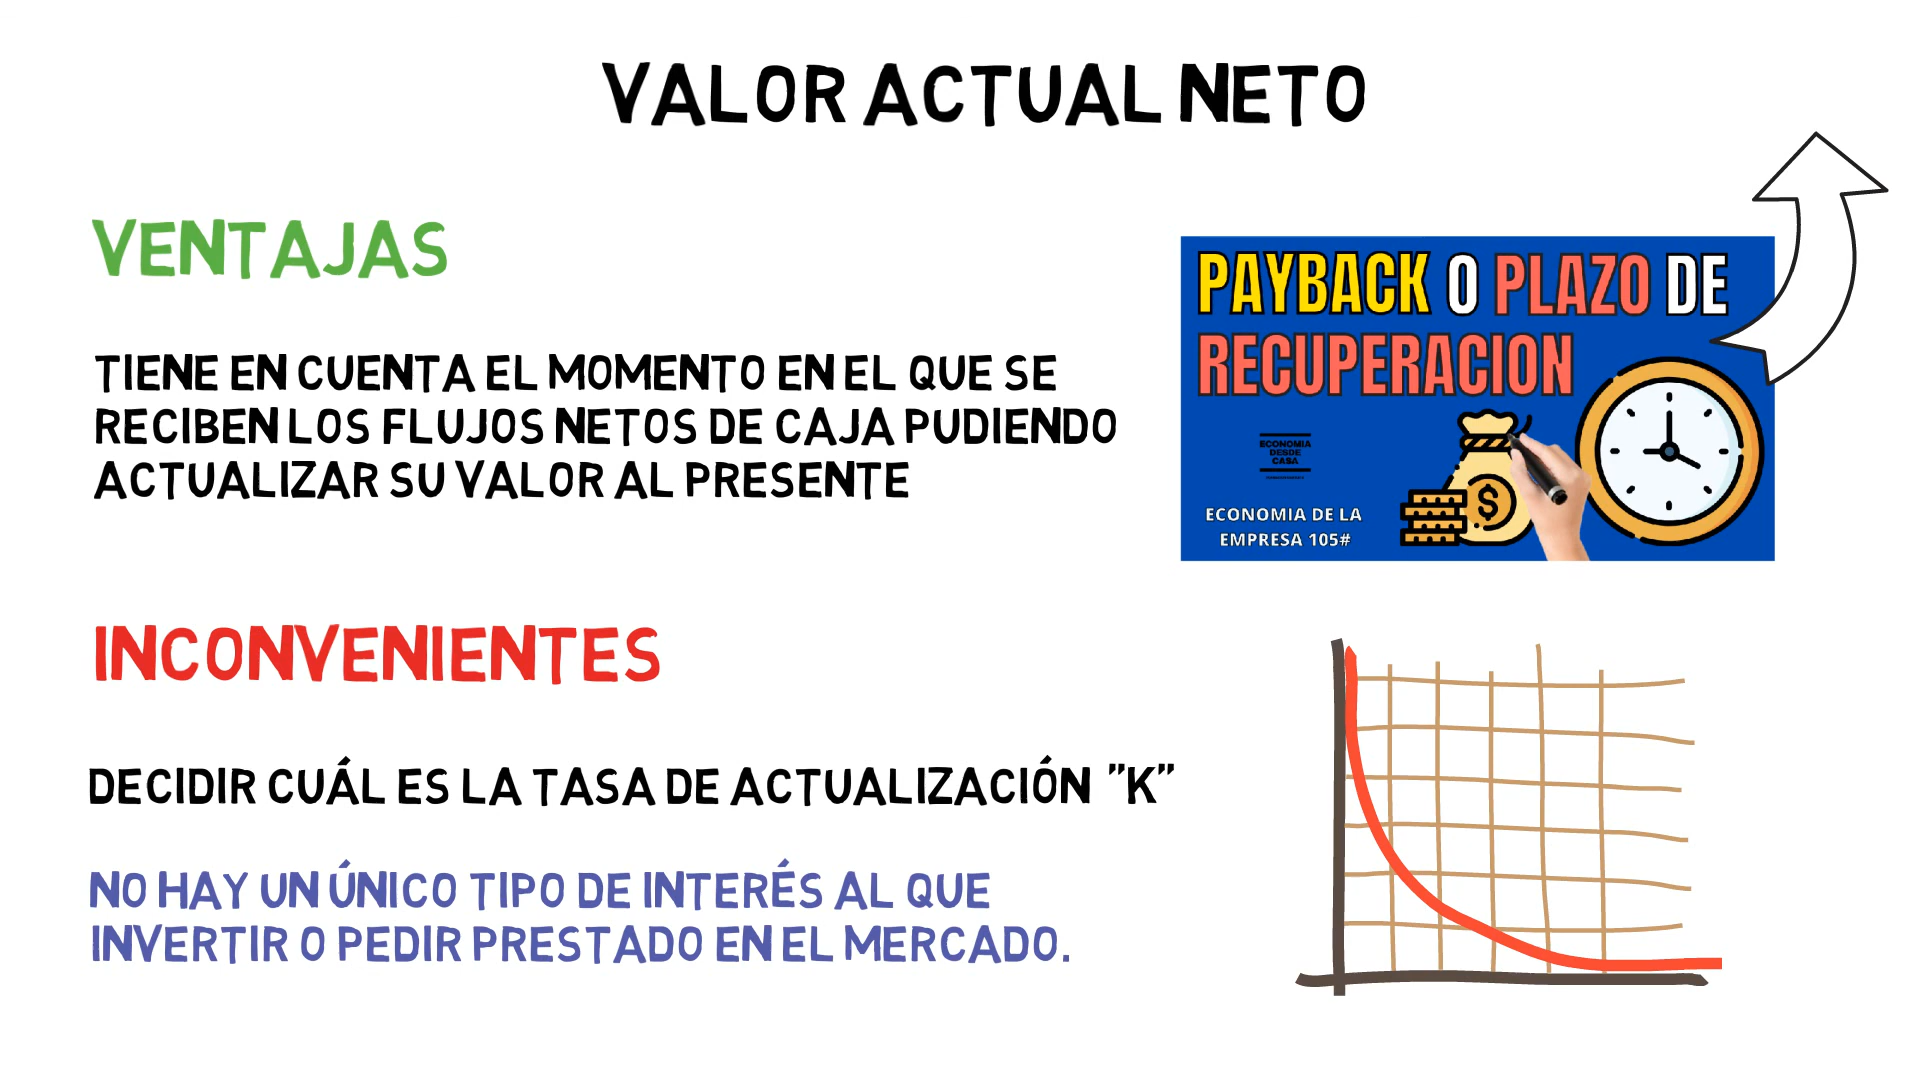 VALOR ACTUAL NETO
VENTAJAS
TIENE EN CUENTA EL MOMENTO EN EL QUE SE
RECIBEN LOS FLUJOS NETOS DE CAJA PUDIENDO
ACTUALIZAR SU VALOR AL PRESENTE
PAYBACK O PLAZO DE
RECUPERACION
ECONOMIA
DESDE
CASA
$
ECONOMIA DE LA
EMPRESA 105#
INCONVENIENTES
DECIDIR CUÁL ES LA TASA DE ACTUALIZACIÓN "K"
NO HAY UN ÚNICO TIPO DE INTERÉS AL QUE
INVERTIR O PEDIR PRESTADO EN EL MERCADO.